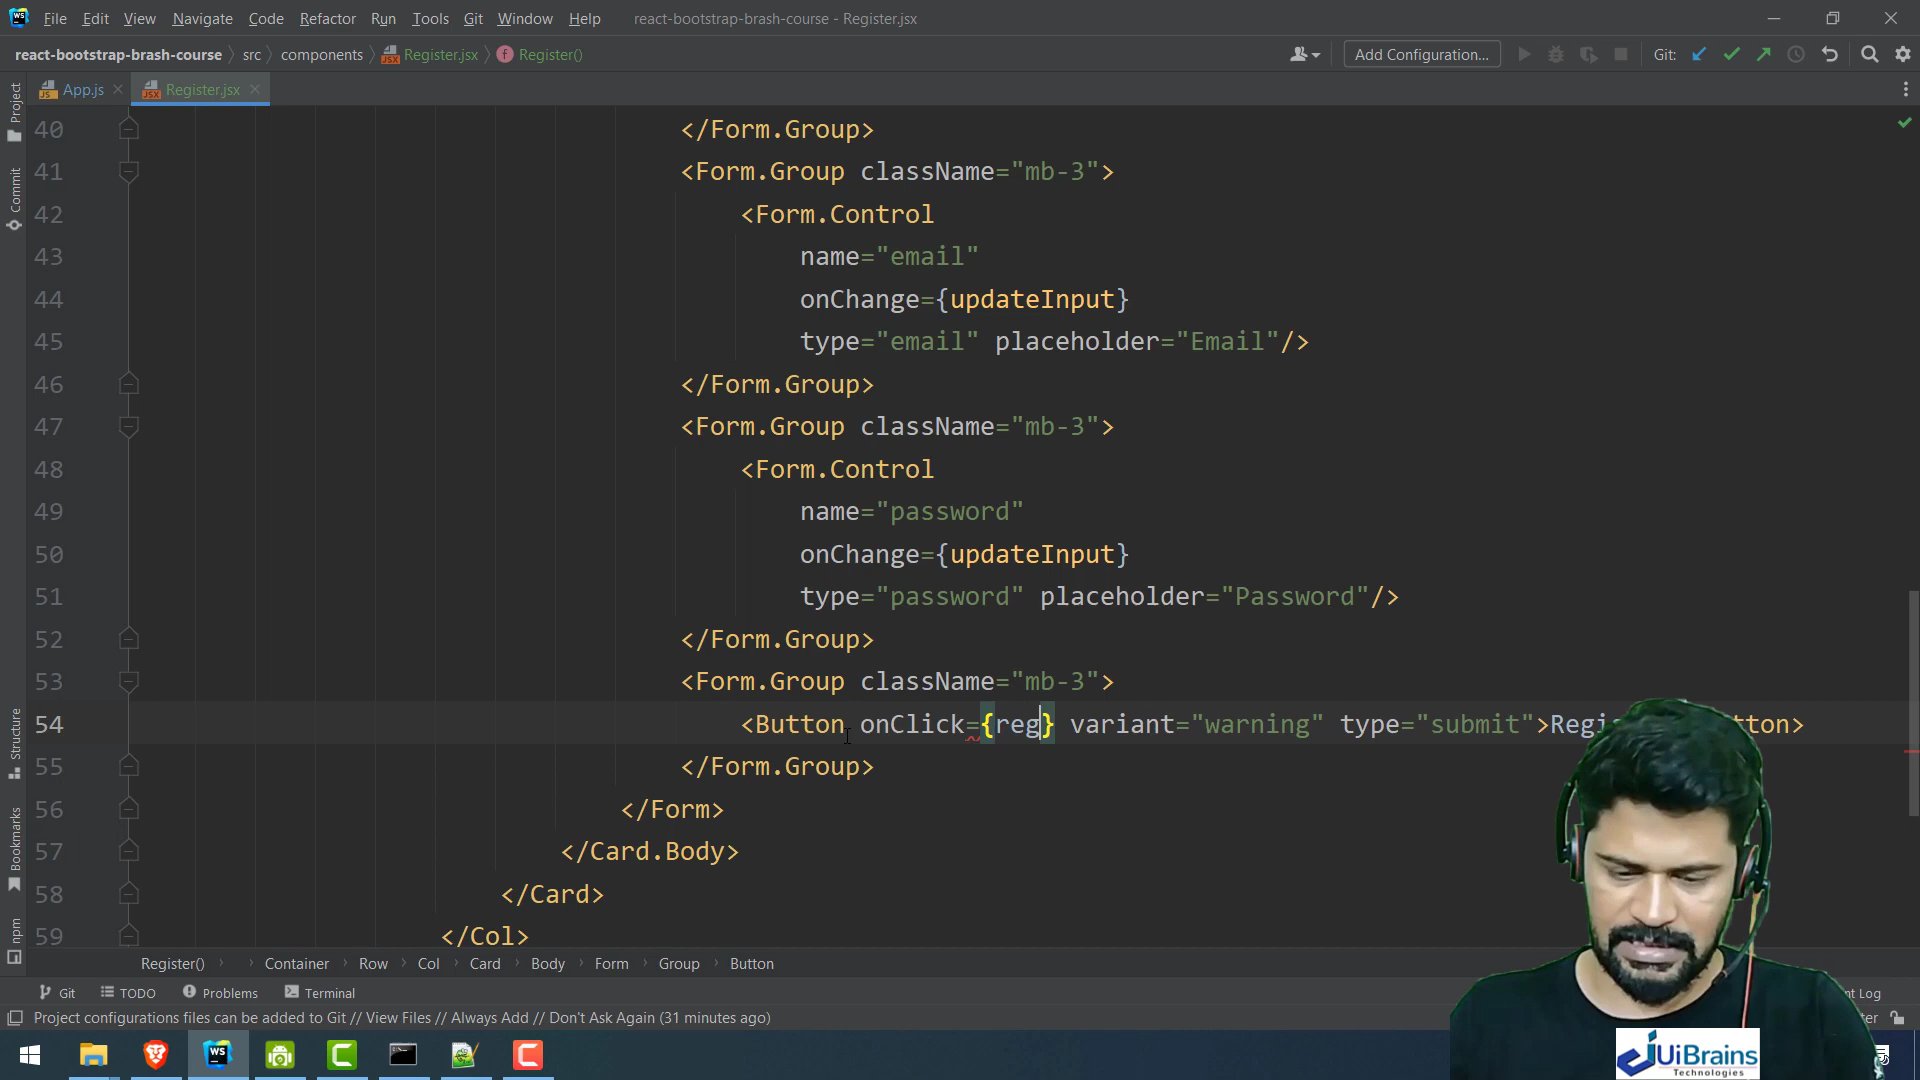 File Edit View Navigate Code Refactor Run Tools Git Window Help react-bootstrap-brash-course - Register.jsx
react-bootstrap-brash-course src components Register.jsx Register() Add Configuration... Git:
App.js Register.jsx
Project
Commit
Structure
Bookmarks
npm
40 </Form.Group>
41 <Form.Group className="mb-3">
42 <Form.Control
43 name="email"
44 onChange={updateInput}
45 type="email" placeholder="Email"/>
46 </Form.Group>
47 <Form.Group className="mb-3">
48 <Form.Control
49 name="password"
50 onChange={updateInput}
51 type="password" placeholder="Password"/>
52 </Form.Group>
53 <Form.Group className="mb-3">
54 <Button onClick={reg} variant="warning" type="submit">Regis tton>
55 </Form.Group>
56 </Form>
57 </Card.Body>
58 </Card>
59 </Col>
Register() Container Row Col Card Body Form Group Button
Git TODO Problems Terminal nt Log
Project configurations files can be added to Git // View Files // Always Add // Don't Ask Again (31 minutes ago)
UiBrains
Technologies